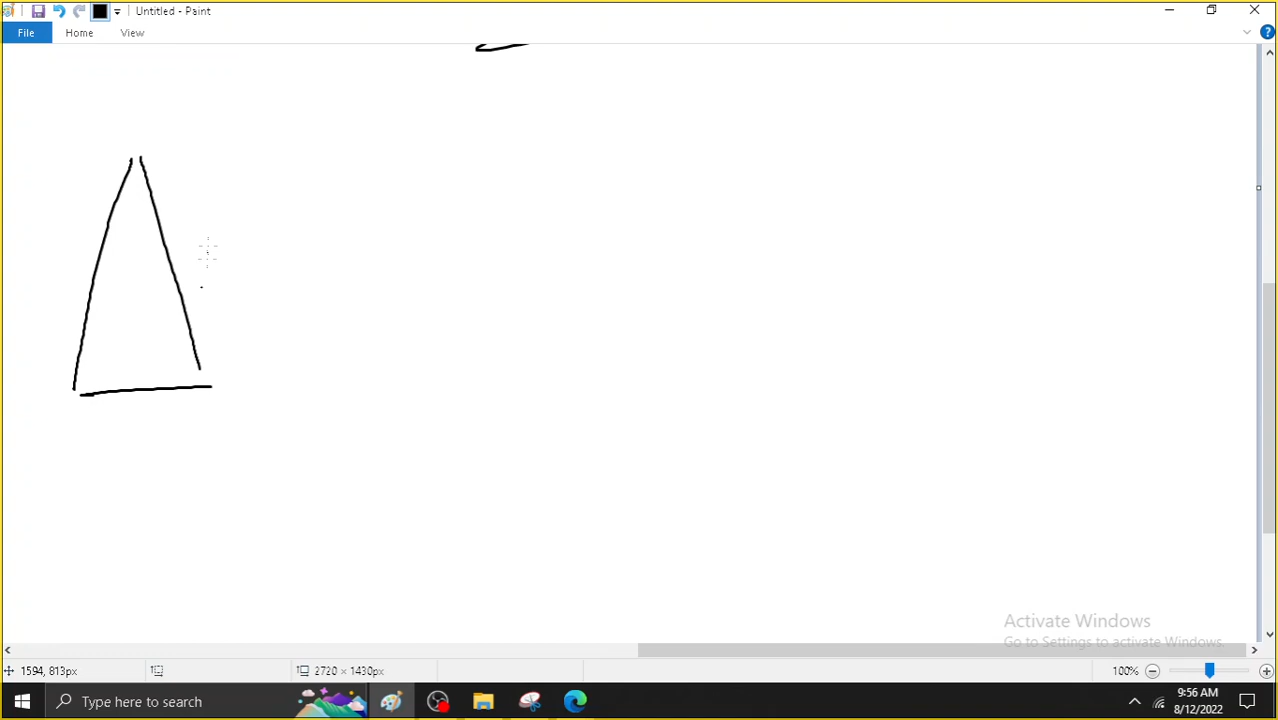 Untitled - Paint
File Home View
Activate Windows
Go to Settings to activate Windows.
1594, 813px 2720 × 1430px 100%
Type here to search
9:56 AM
8/12/2022